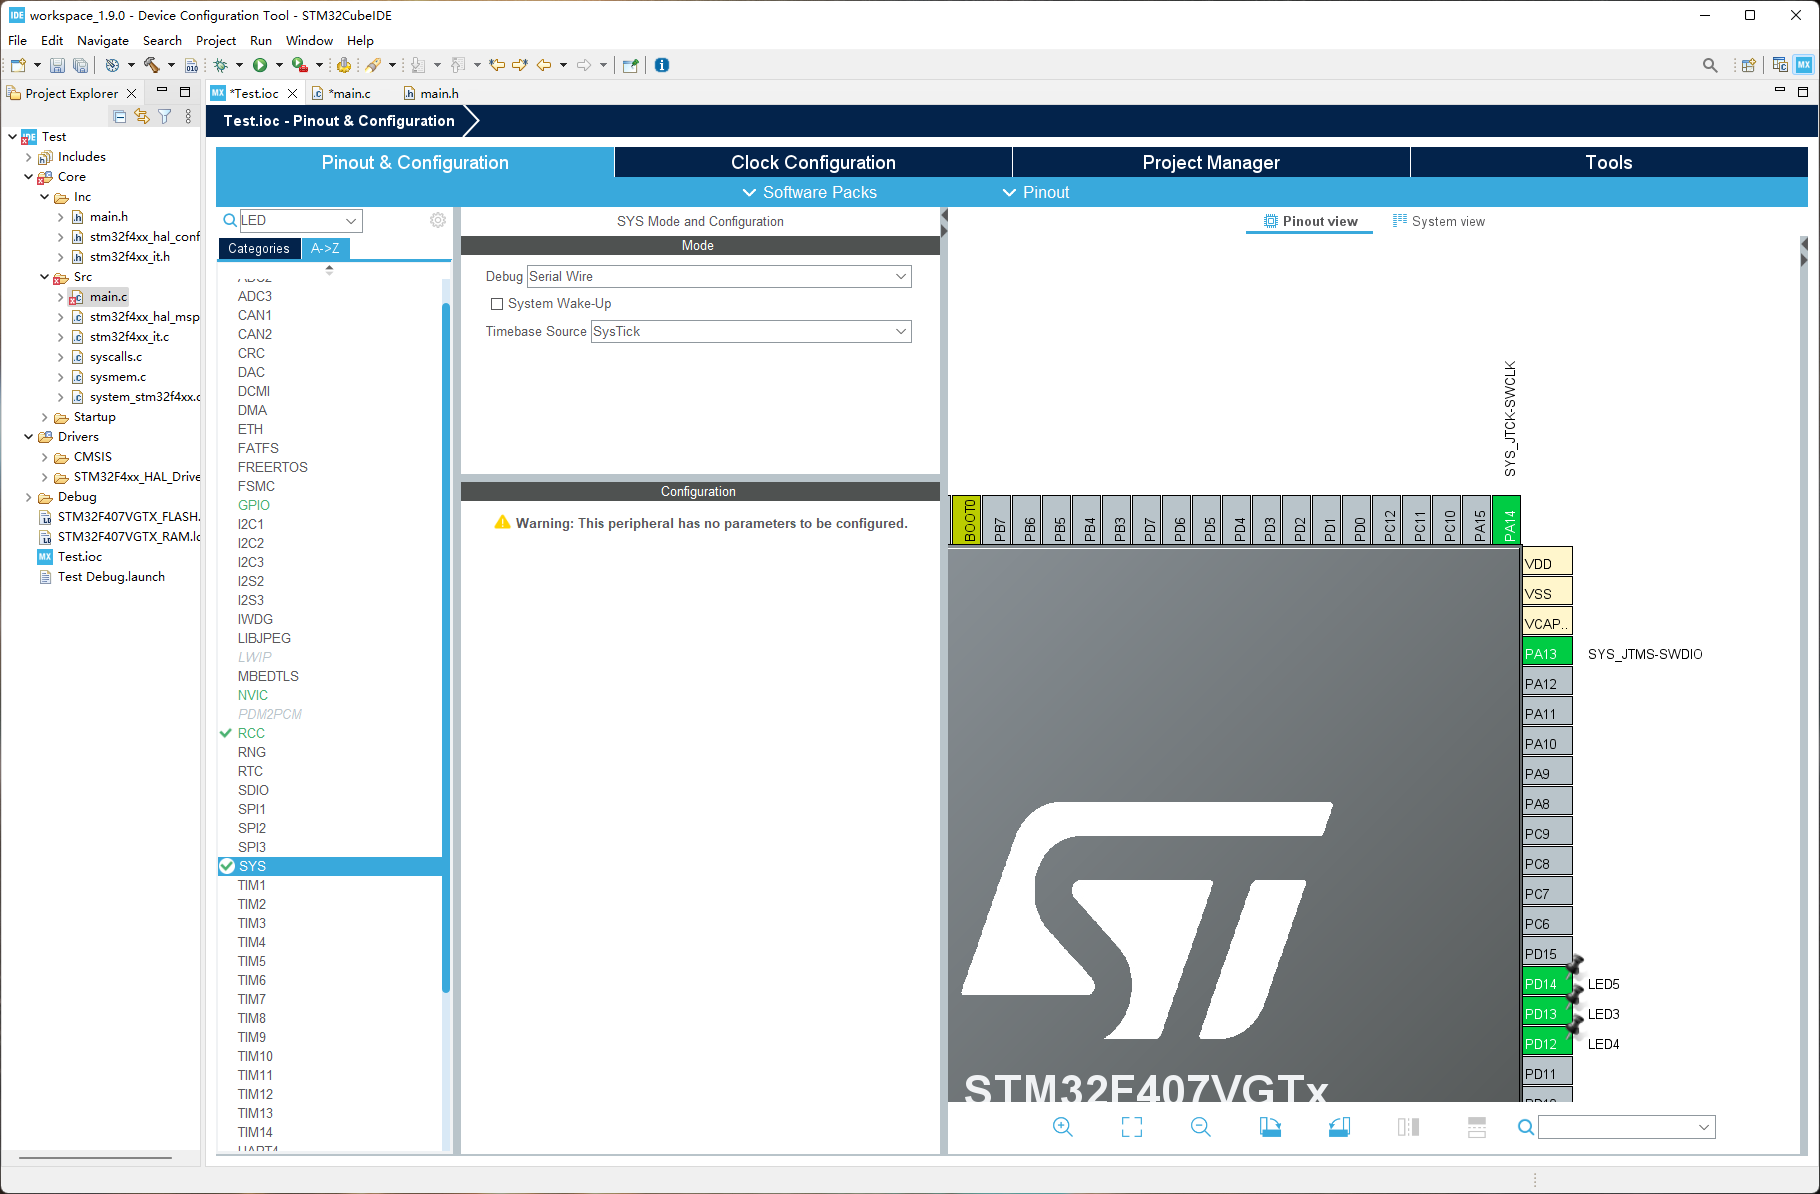 workspace_1.9.0 - Device Configuration Tool - STM32CubeIDE
File Edit Navigate Search Project Run Window Help
Project Explorer
*Test.ioc
*main.c
main.h
Test
Includes
Core
Inc
main.h
stm32f4xx_hal_conf
stm32f4xx_it.h
Src
main.c
stm32f4xx_hal_msp
stm32f4xx_it.c
syscalls.c
sysmem.c
system_stm32f4xx.c
Startup
Drivers
CMSIS
STM32F4xx_HAL_Drive
Debug
STM32F407VGTX_FLASH.
STM32F407VGTX_RAM.lc
Test.ioc
Test Debug.launch
Test.ioc - Pinout & Configuration
Pinout & Configuration
Clock Configuration
Project Manager
Tools
Software Packs
Pinout
LED
Categories
A->Z
ADC2
ADC3
CAN1
CAN2
CRC
DAC
DCMI
DMA
ETH
FATFS
FREERTOS
FSMC
GPIO
I2C1
I2C2
I2C3
I2S2
I2S3
IWDG
LIBJPEG
LWIP
MBEDTLS
NVIC
PDM2PCM
RCC
RNG
RTC
SDIO
SPI1
SPI2
SPI3
SYS
TIM1
TIM2
TIM3
TIM4
TIM5
TIM6
TIM7
TIM8
TIM9
TIM10
TIM11
TIM12
TIM13
TIM14
UART4
SYS Mode and Configuration
Mode
Debug Serial Wire
System Wake-Up
Timebase Source SysTick
Configuration
Warning: This peripheral has no parameters to be configured.
Pinout view
System view
SYS_JTCK-SWCLK
BOOT0 PB7 PB6 PB5 PB4 PB3 PD7 PD6 PD5 PD4 PD3 PD2 PD1 PD0 PC12 PC11 PC10 PA15 PA14
VDD
VSS
VCAP..
PA13 SYS_JTMS-SWDIO
PA12
PA11
PA10
PA9
PA8
PC9
PC8
PC7
PC6
PD15
PD14 LED5
PD13 LED3
PD12 LED4
PD11
PD10
ST
STM32F407VGTx